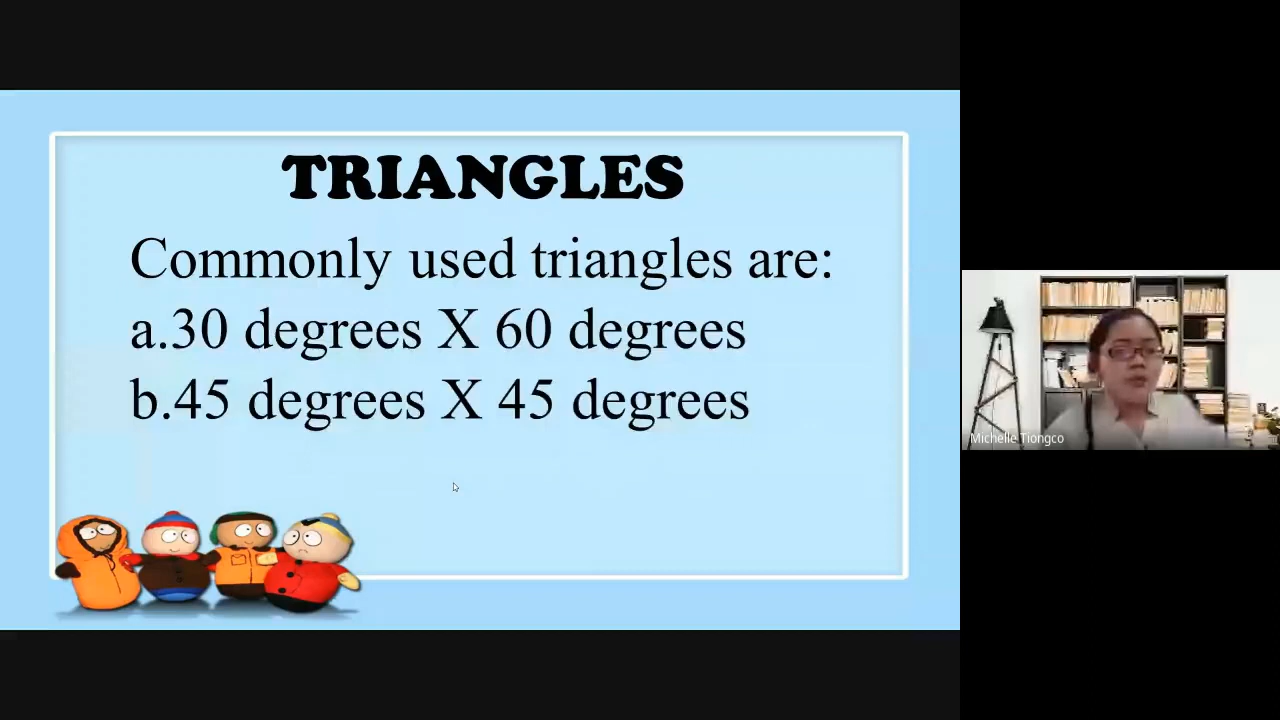 TRIANGLES
Commonly used triangles are:
a.30 degrees X 60 degrees
b.45 degrees X 45 degrees
Michelle Tiongco